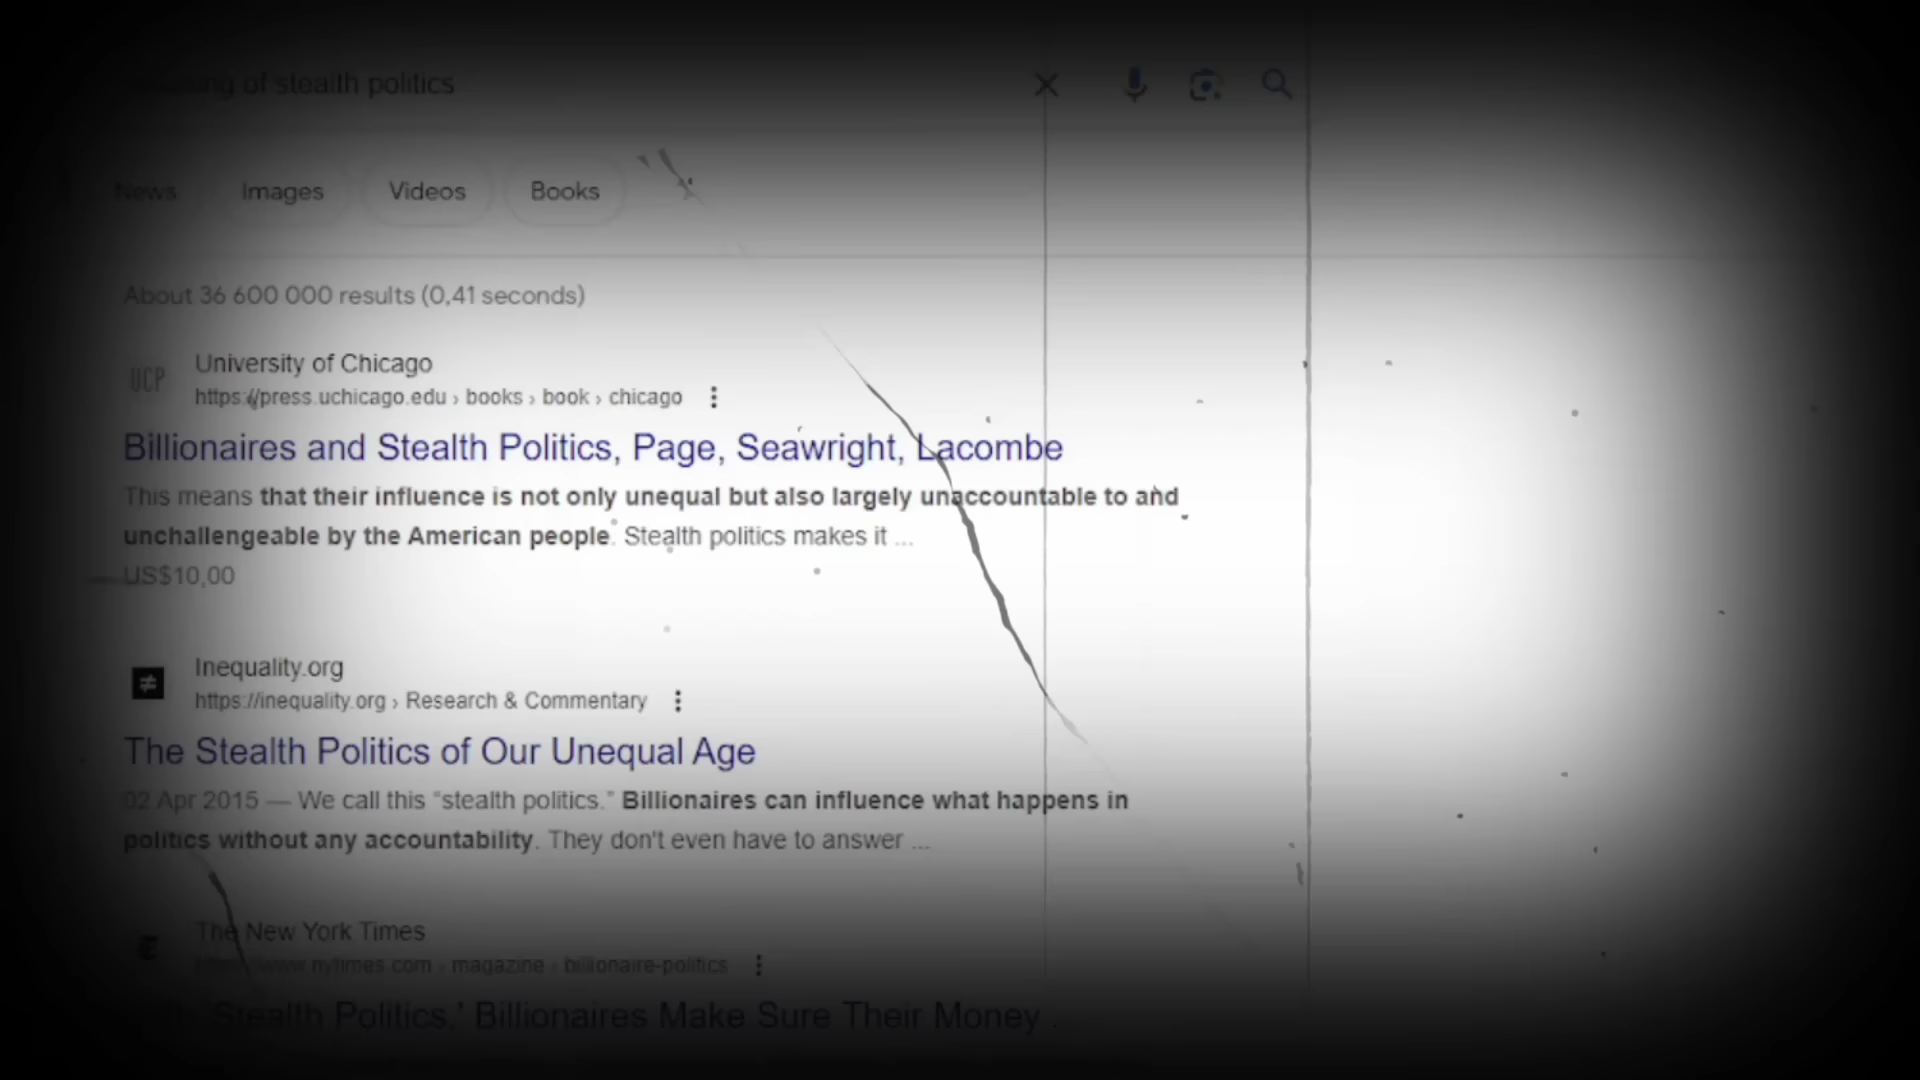 of stealth politics
News Images Videos Books
About 36 600 000 results (0,41 seconds)
UCP University of Chicago
https://press.uchicago.edu › books › book › chicago
Billionaires and Stealth Politics, Page, Seawright, Lacombe
This means that their influence is not only unequal but also largely unaccountable to and
unchallengeable by the American people. Stealth politics makes it ...
US$10,00
Inequality.org
https://inequality.org › Research & Commentary
The Stealth Politics of Our Unequal Age
02 Apr 2015 — We call this “stealth politics.” Billionaires can influence what happens in
politics without any accountability. They don't even have to answer ...
The New York Times
https://www.nytimes.com › magazine › billionaire-politics
'Stealth Politics,' Billionaires Make Sure Their Money